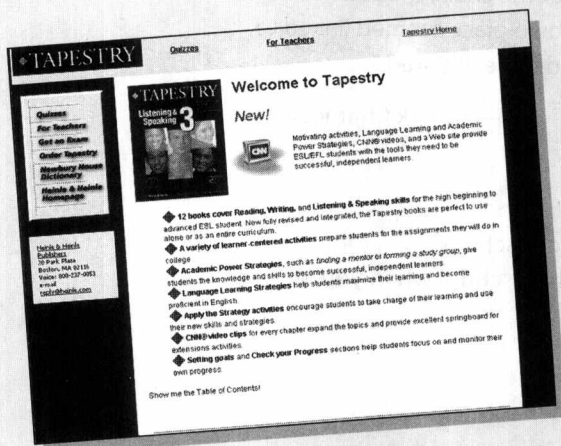 TAPESTRY
Quizzes
For Teachers
Tapestry Home
Quizzes
For Teachers
Get an Exam
Order Tapestry
Newbury House
Dictionary
Heinle & Heinle
Homepage
Heinle & Heinle
Publishers
20 Park Plaza
Boston, MA 02116
Voice: 800-237-0053
e-mail
reply@heinle.com
TAPESTRY
Listening &
Speaking 3
Welcome to Tapestry
New!
CNN
Motivating activities, Language Learning and Academic
Power Strategies, CNN® videos, and a Web site provide
ESL/EFL students with the tools they need to be
successful, independent learners.
12 books cover Reading, Writing, and Listening & Speaking skills for the high beginning to
advanced ESL student. Now fully revised and integrated, the Tapestry books are perfect to use
alone or as an entire curriculum.
A variety of learner-centered activities prepare students for the assignments they will do in
college
Academic Power Strategies, such as finding a mentor or forming a study group, give
students the knowledge and skills to become successful, independent learners.
Language Learning Strategies help students maximize their learning and become
proficient in English.
Apply the Strategy activities encourage students to take charge of their learning and use
their new skills and strategies.
CNN® video clips for every chapter expand the topics and provide excellent springboard for
extensions activities.
Setting goals and Check your Progress sections help students focus on and monitor their
own progress.
Show me the Table of Contents!